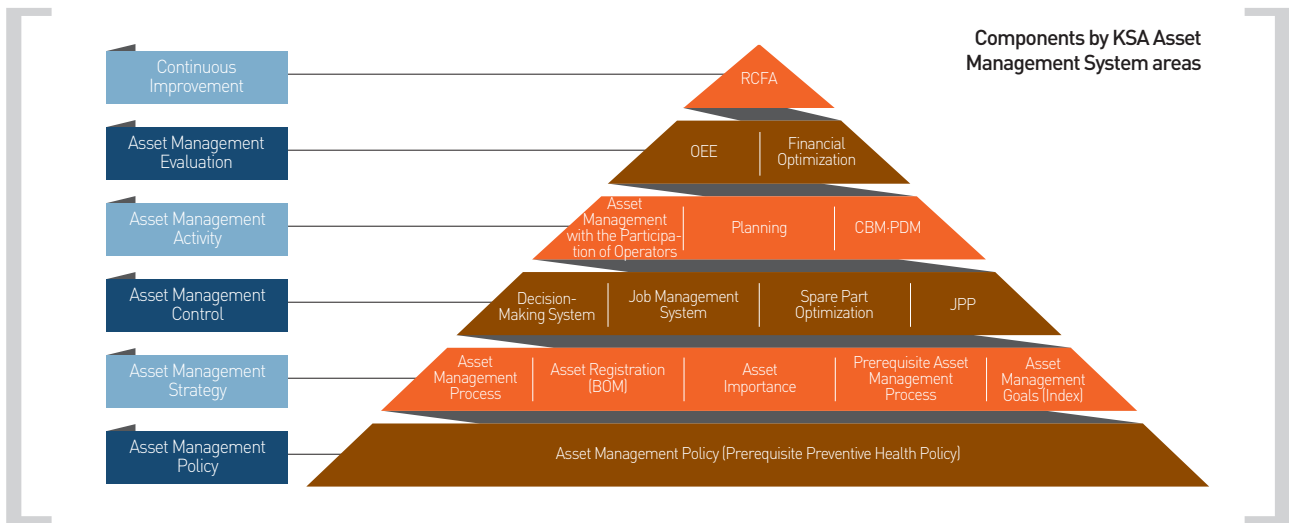 Components by KSA Asset
Management System areas
Continuous
Improvement
RCFA
Asset Management
Evaluation
OEE
Financial
Optimization
Asset Management
Activity
Asset
Management
with the Participa-
tion of Operators
Planning
CBM·PDM
Asset Management
Control
Decision-
Making System
Job Management
System
Spare Part
Optimization
JPP
Asset Management
Strategy
Asset
Management
Process
Asset Registration
(BOM)
Asset
Importance
Prerequisite Asset
Management
Process
Asset
Management
Goals (Index)
Asset Management
Policy
Asset Management Policy (Prerequisite Preventive Health Policy)